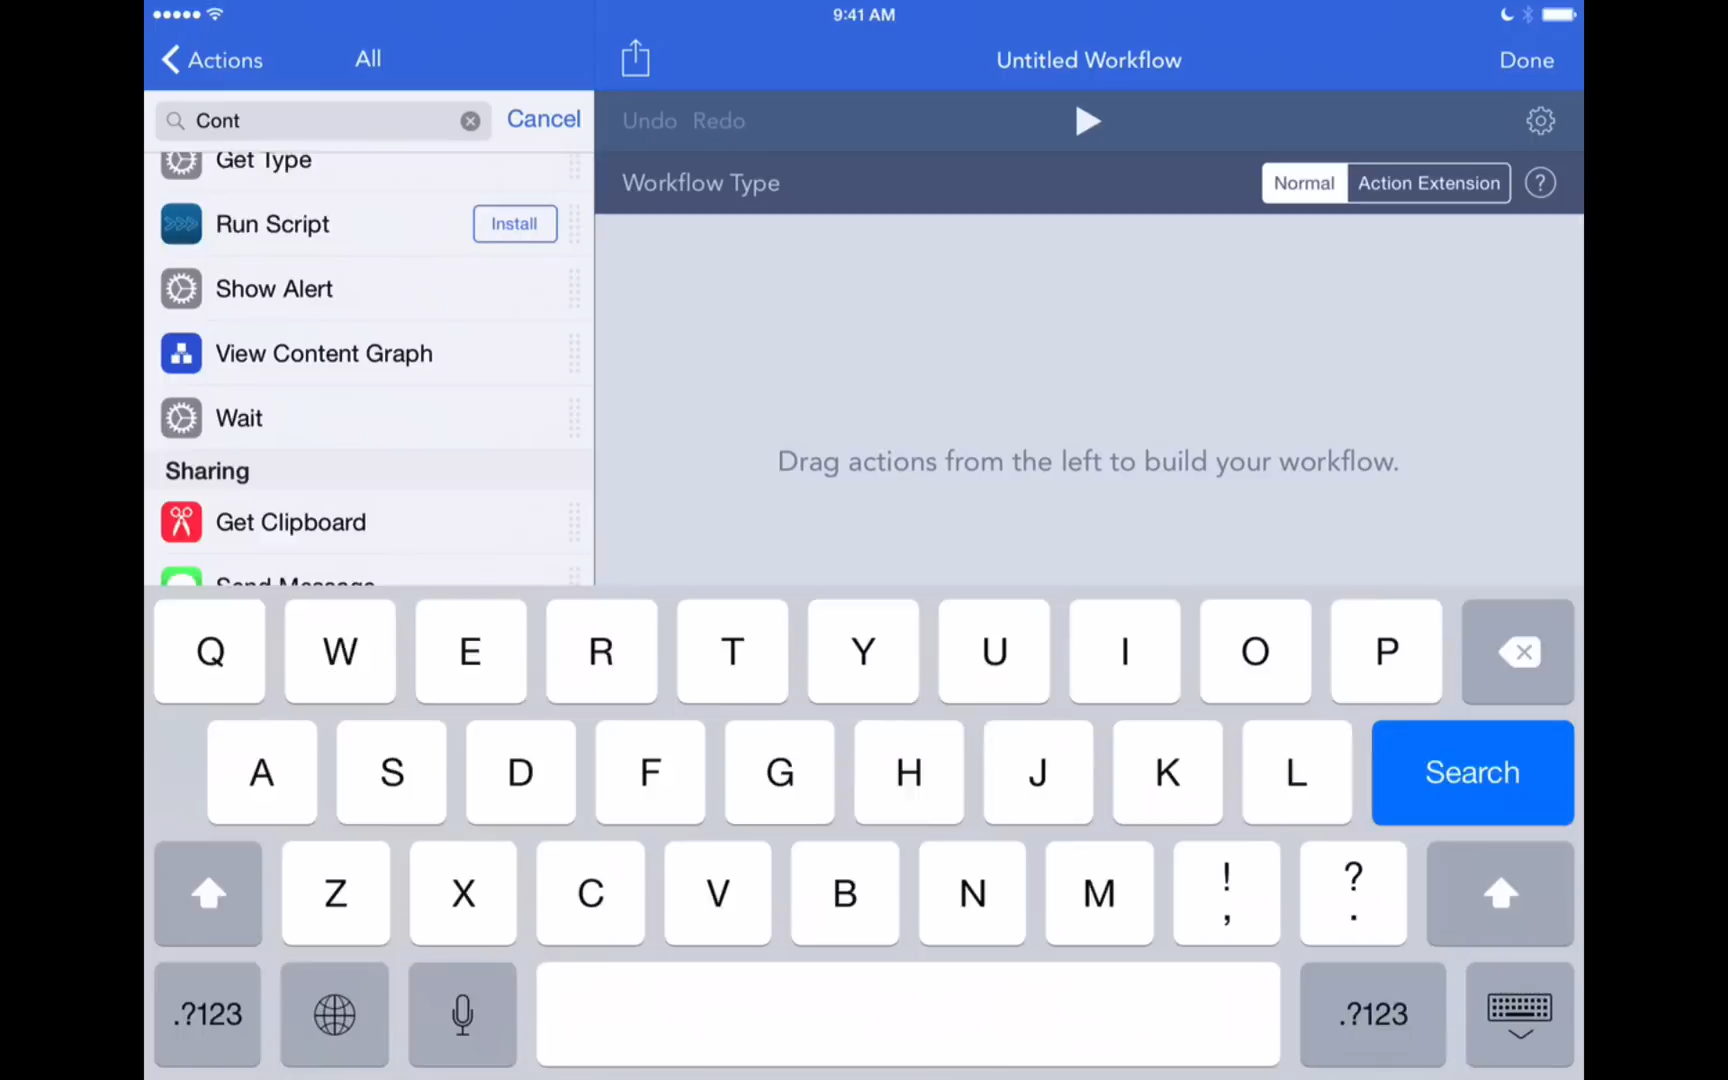 9:41 AM
Actions
All
Untitled Workflow
Done
Cont
Cancel
Undo Redo
Workflow Type
Normal
Action Extension
?
Get Type
Run Script
Install
Show Alert
View Content Graph
Wait
Sharing
Get Clipboard
Send Message
Drag actions from the left to build your workflow.
Q W E R T Y U I O P
A S D F G H J K L Search
Z X C V B N M ! , ? .
.?123 .?123